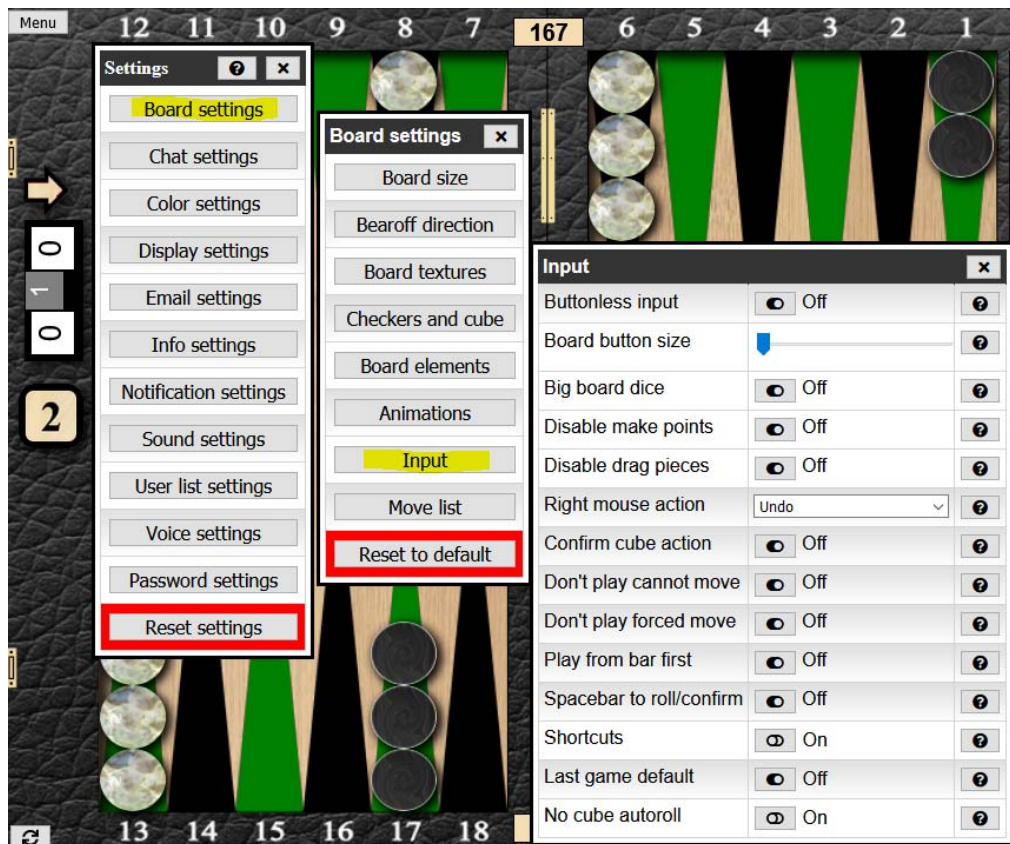 Menu
12 11 10 9 8 7 167 6 5 4 3 2 1
Settings
Board settings
Chat settings
Color settings
Display settings
Email settings
Info settings
Notification settings
Sound settings
User list settings
Voice settings
Password settings
Reset settings
Board settings
Board size
Bearoff direction
Board textures
Checkers and cube
Board elements
Animations
Input
Move list
Reset to default
Input
Buttonless input Off
Board button size
Big board dice Off
Disable make points Off
Disable drag pieces Off
Right mouse action Undo
Confirm cube action Off
Don't play cannot move Off
Don't play forced move Off
Play from bar first Off
Spacebar to roll/confirm Off
Shortcuts On
Last game default Off
No cube autoroll On
0
1
0
2
13 14 15 16 17 18